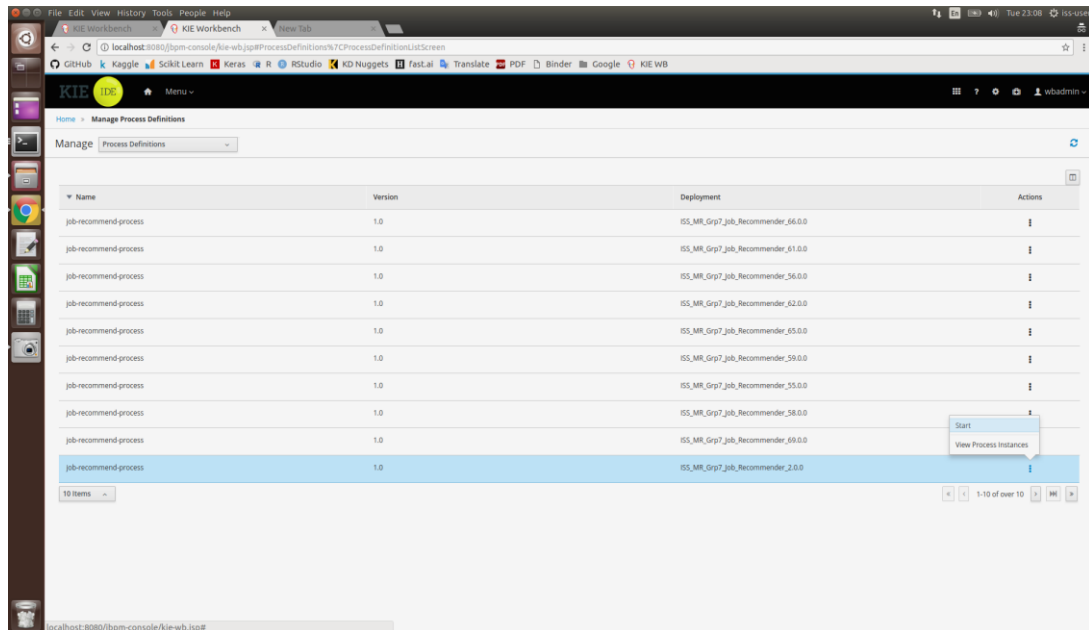 File Edit View History Tools People Help
En
Tue 23:08
iss-user
KIE Workbench
KIE Workbench
New Tab
localhost:8080/jbpm-console/kie-wb.jsp#ProcessDefinitions%7CProcessDefinitionListScreen
GitHub Kaggle Scikit Learn Keras R RStudio KD Nuggets fast.ai Translate PDF Binder Google KIE WB
KIE IDE Menu wbadmin
Home > Manage Process Definitions
Manage Process Definitions
Name Version Deployment Actions
job-recommend-process 1.0 ISS_MR_Grp7_Job_Recommender_66.0.0
job-recommend-process 1.0 ISS_MR_Grp7_Job_Recommender_61.0.0
job-recommend-process 1.0 ISS_MR_Grp7_Job_Recommender_56.0.0
job-recommend-process 1.0 ISS_MR_Grp7_Job_Recommender_62.0.0
job-recommend-process 1.0 ISS_MR_Grp7_Job_Recommender_65.0.0
job-recommend-process 1.0 ISS_MR_Grp7_Job_Recommender_59.0.0
job-recommend-process 1.0 ISS_MR_Grp7_Job_Recommender_55.0.0
job-recommend-process 1.0 ISS_MR_Grp7_Job_Recommender_58.0.0
Start
job-recommend-process 1.0 ISS_MR_Grp7_Job_Recommender_69.0.0
View Process Instances
job-recommend-process 1.0 ISS_MR_Grp7_Job_Recommender_2.0.0
10 Items
1-10 of over 10
localhost:8080/jbpm-console/kie-wb.jsp#